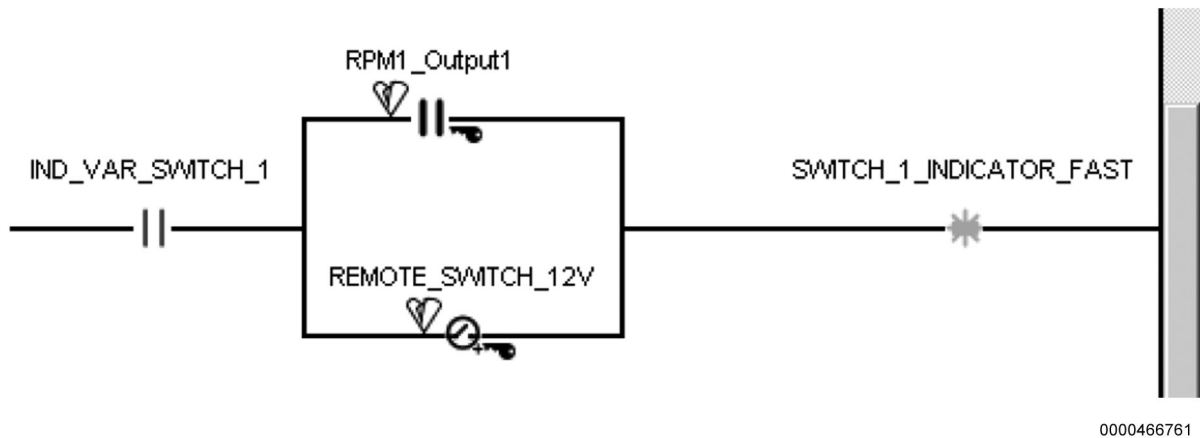 RPM1_Output1
IND_VAR_SWITCH_1
SWITCH_1_INDICATOR_FAST
REMOTE_SWITCH_12V
0000466761